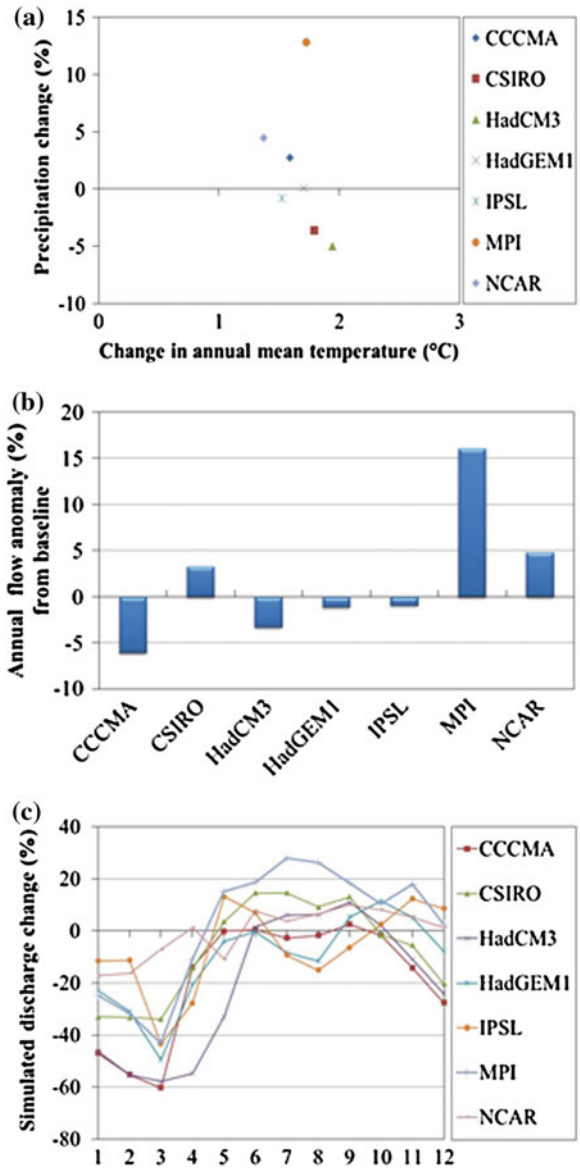 (a)
Precipitation change (%)
15
10
5
0
-5
-10
0 1 2 3
Change in annual mean temperature (°C)
CCCMA
CSIRO
HadCM3
HadGEM1
IPSL
MPI
NCAR
(b)
Annual flow anomaly (%)
from baseline
20
15
10
5
0
-5
-10
CCCMA
CSIRO
HadCM3
HadGEM1
IPSL
MPI
NCAR
(c)
Simulated discharge change (%)
40
20
0
-20
-40
-60
-80
1 2 3 4 5 6 7 8 9 10 11 12
CCCMA
CSIRO
HadCM3
HadGEM1
IPSL
MPI
NCAR